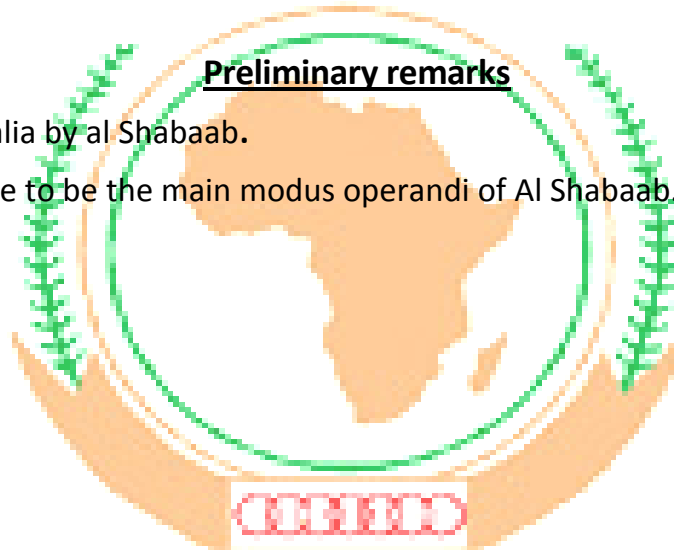 Preliminary remarks
alia by al Shabaab.
e to be the main modus operandi of Al Shabaab.